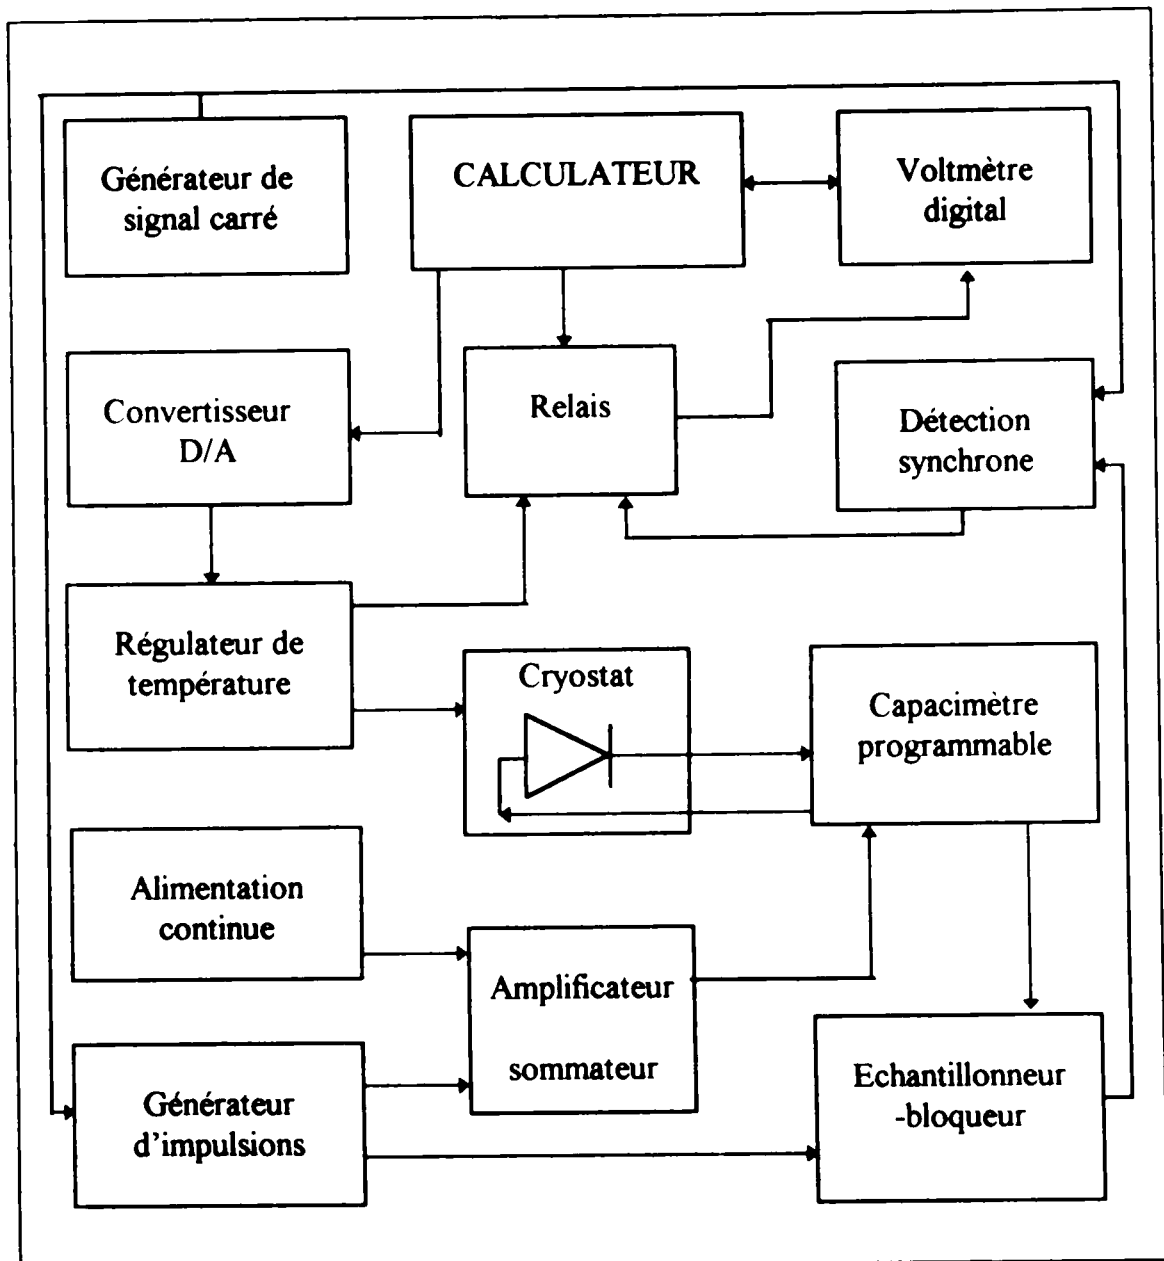 Générateur de
signal carré
CALCULATEUR
Voltmètre
digital
Convertisseur
D/A
Relais
Détection
synchrone
Régulateur de
température
Cryostat
Capacimètre
programmable
Alimentation
continue
Amplificateur
sommateur
Générateur
d'impulsions
Echantillonneur
-bloqueur